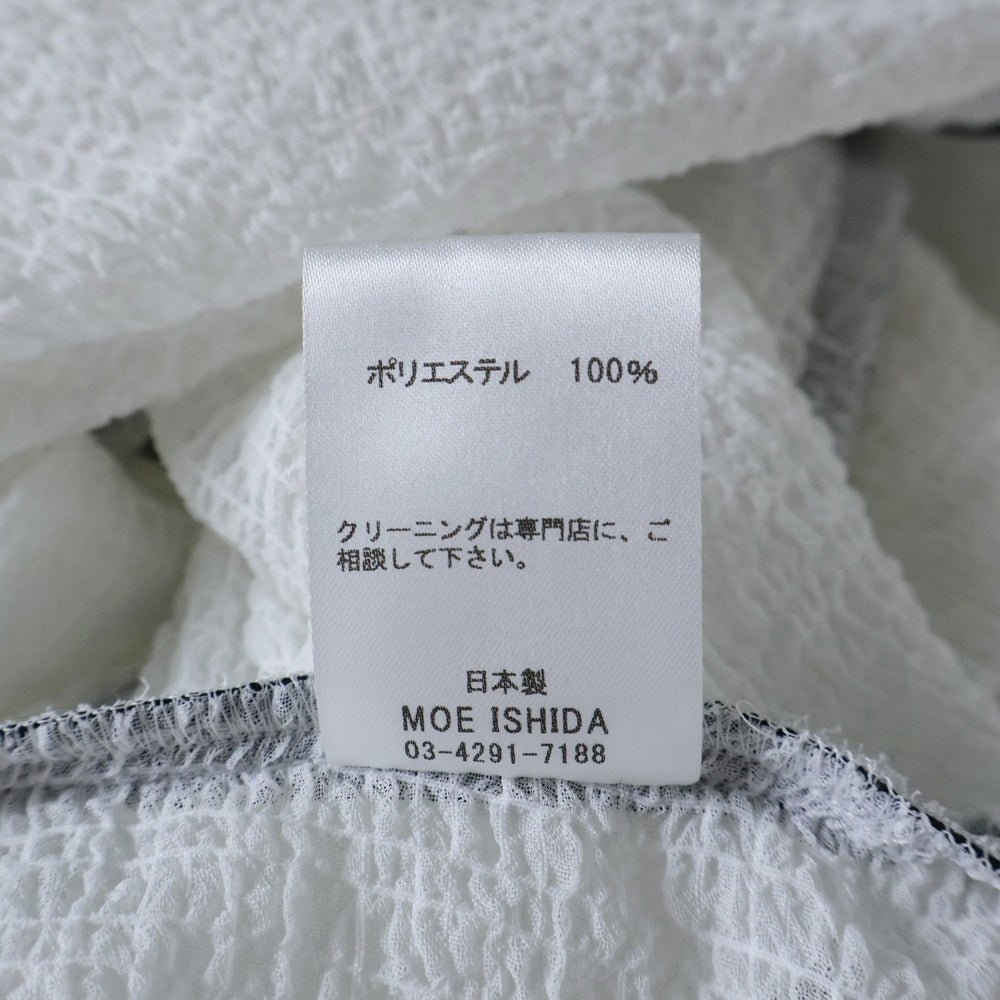 ポリエステル 100%
クリーニングは専門店に、ご
相談して下さい。
日本製
MOE ISHIDA
03-4291-7188